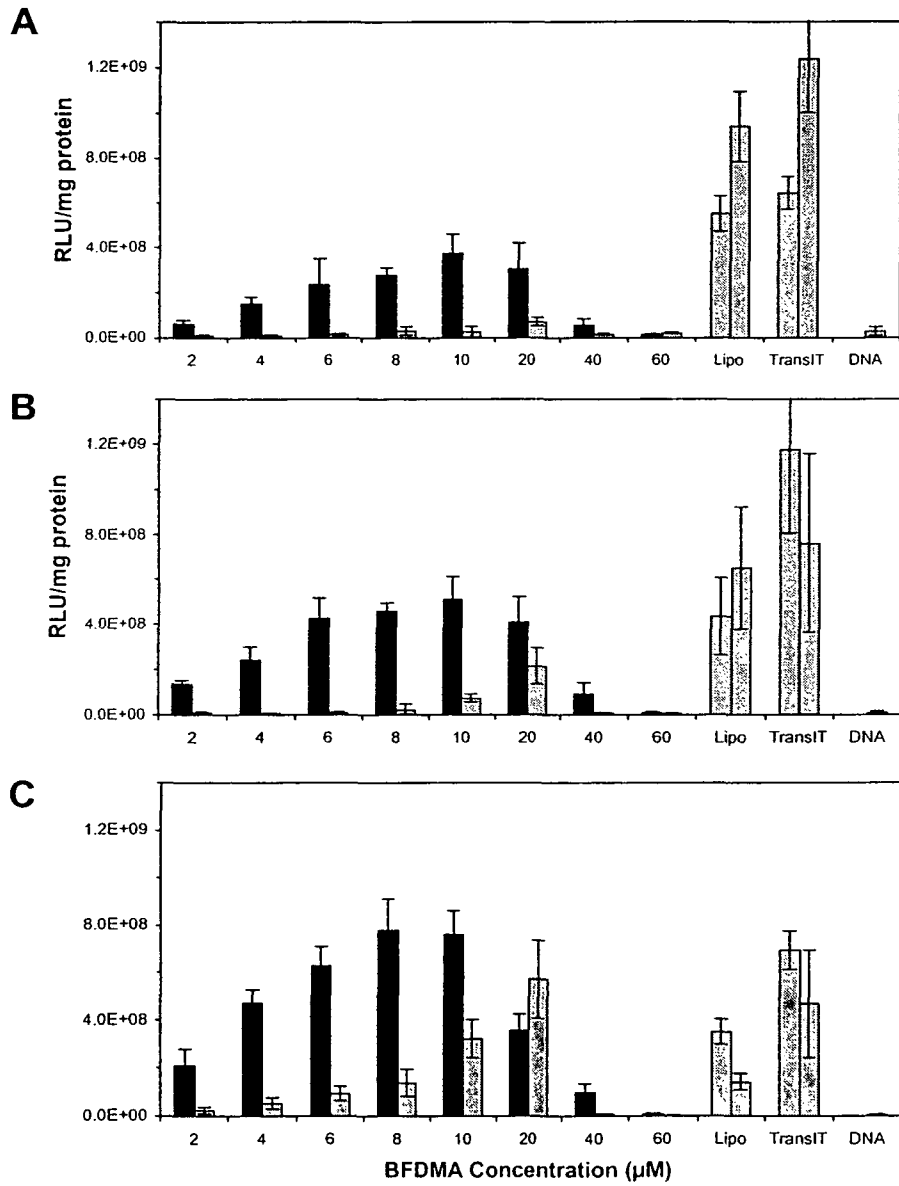 A
RLU/mg protein
1.2E+09
8.0E+08
4.0E+08
0.0E+00
2 4 6 8 10 20 40 60 Lipo TransIT DNA
B
RLU/mg protein
1.2E+09
8.0E+08
4.0E+08
0.0E+00
2 4 6 8 10 20 40 60 Lipo TransIT DNA
C
1.2E+09
8.0E+08
4.0E+08
0.0E+00
2 4 6 8 10 20 40 60 Lipo TransIT DNA
BFDMA Concentration (µM)